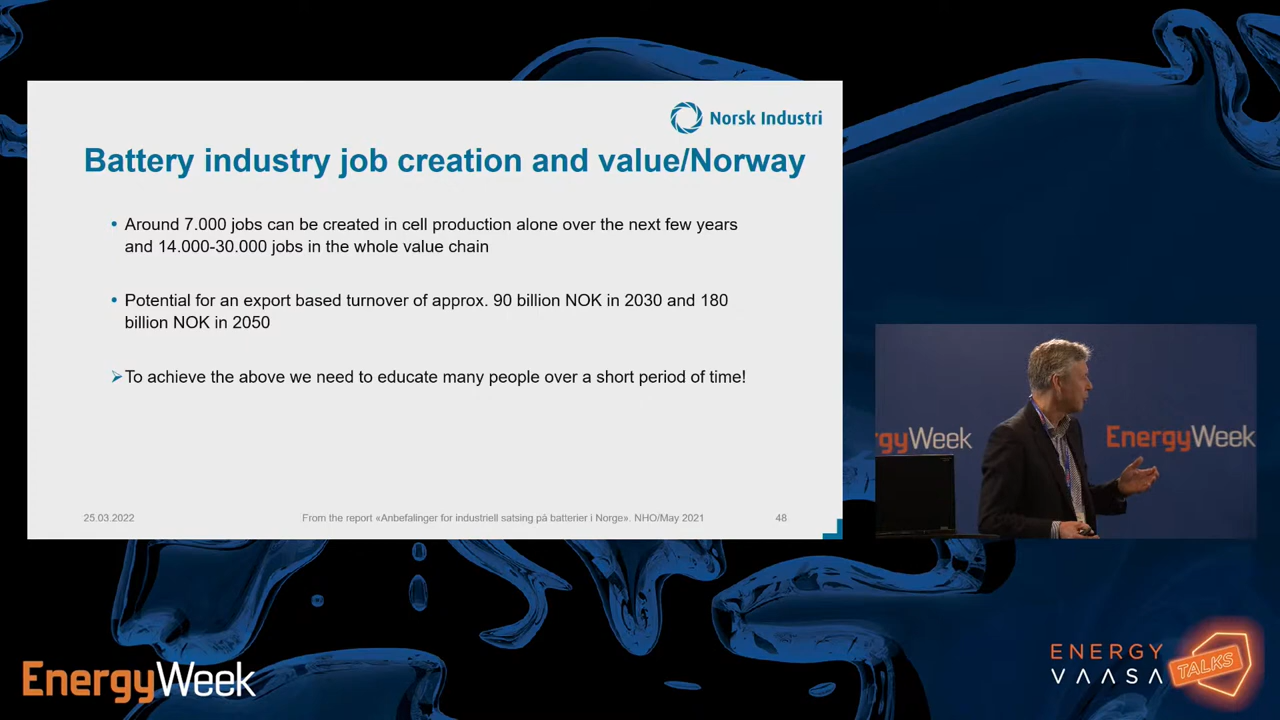 Norsk Industri
Battery industry job creation and value/Norway
• Around 7.000 jobs can be created in cell production alone over the next few years
and 14.000-30.000 jobs in the whole value chain
• Potential for an export based turnover of approx. 90 billion NOK in 2030 and 180
billion NOK in 2050
➢ To achieve the above we need to educate many people over a short period of time!
25.03.2022
From the report «Anbefalinger for industriell satsing på batterier i Norge». NHO/May 2021
48
gyWeek
EnergyWeek
EnergyWeek
ENERGY
VAASA
TALKS